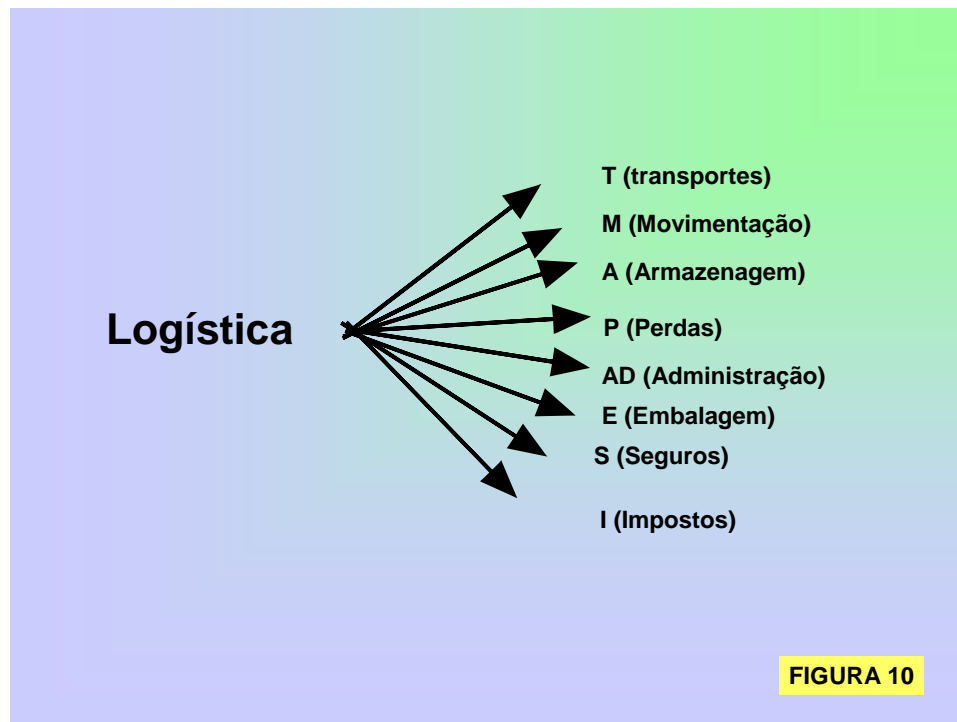 T (transportes)
M (Movimentação)
A (Armazenagem)
Logística
P (Perdas)
AD (Administração)
E (Embalagem)
S (Seguros)
I (Impostos)
FIGURA 10